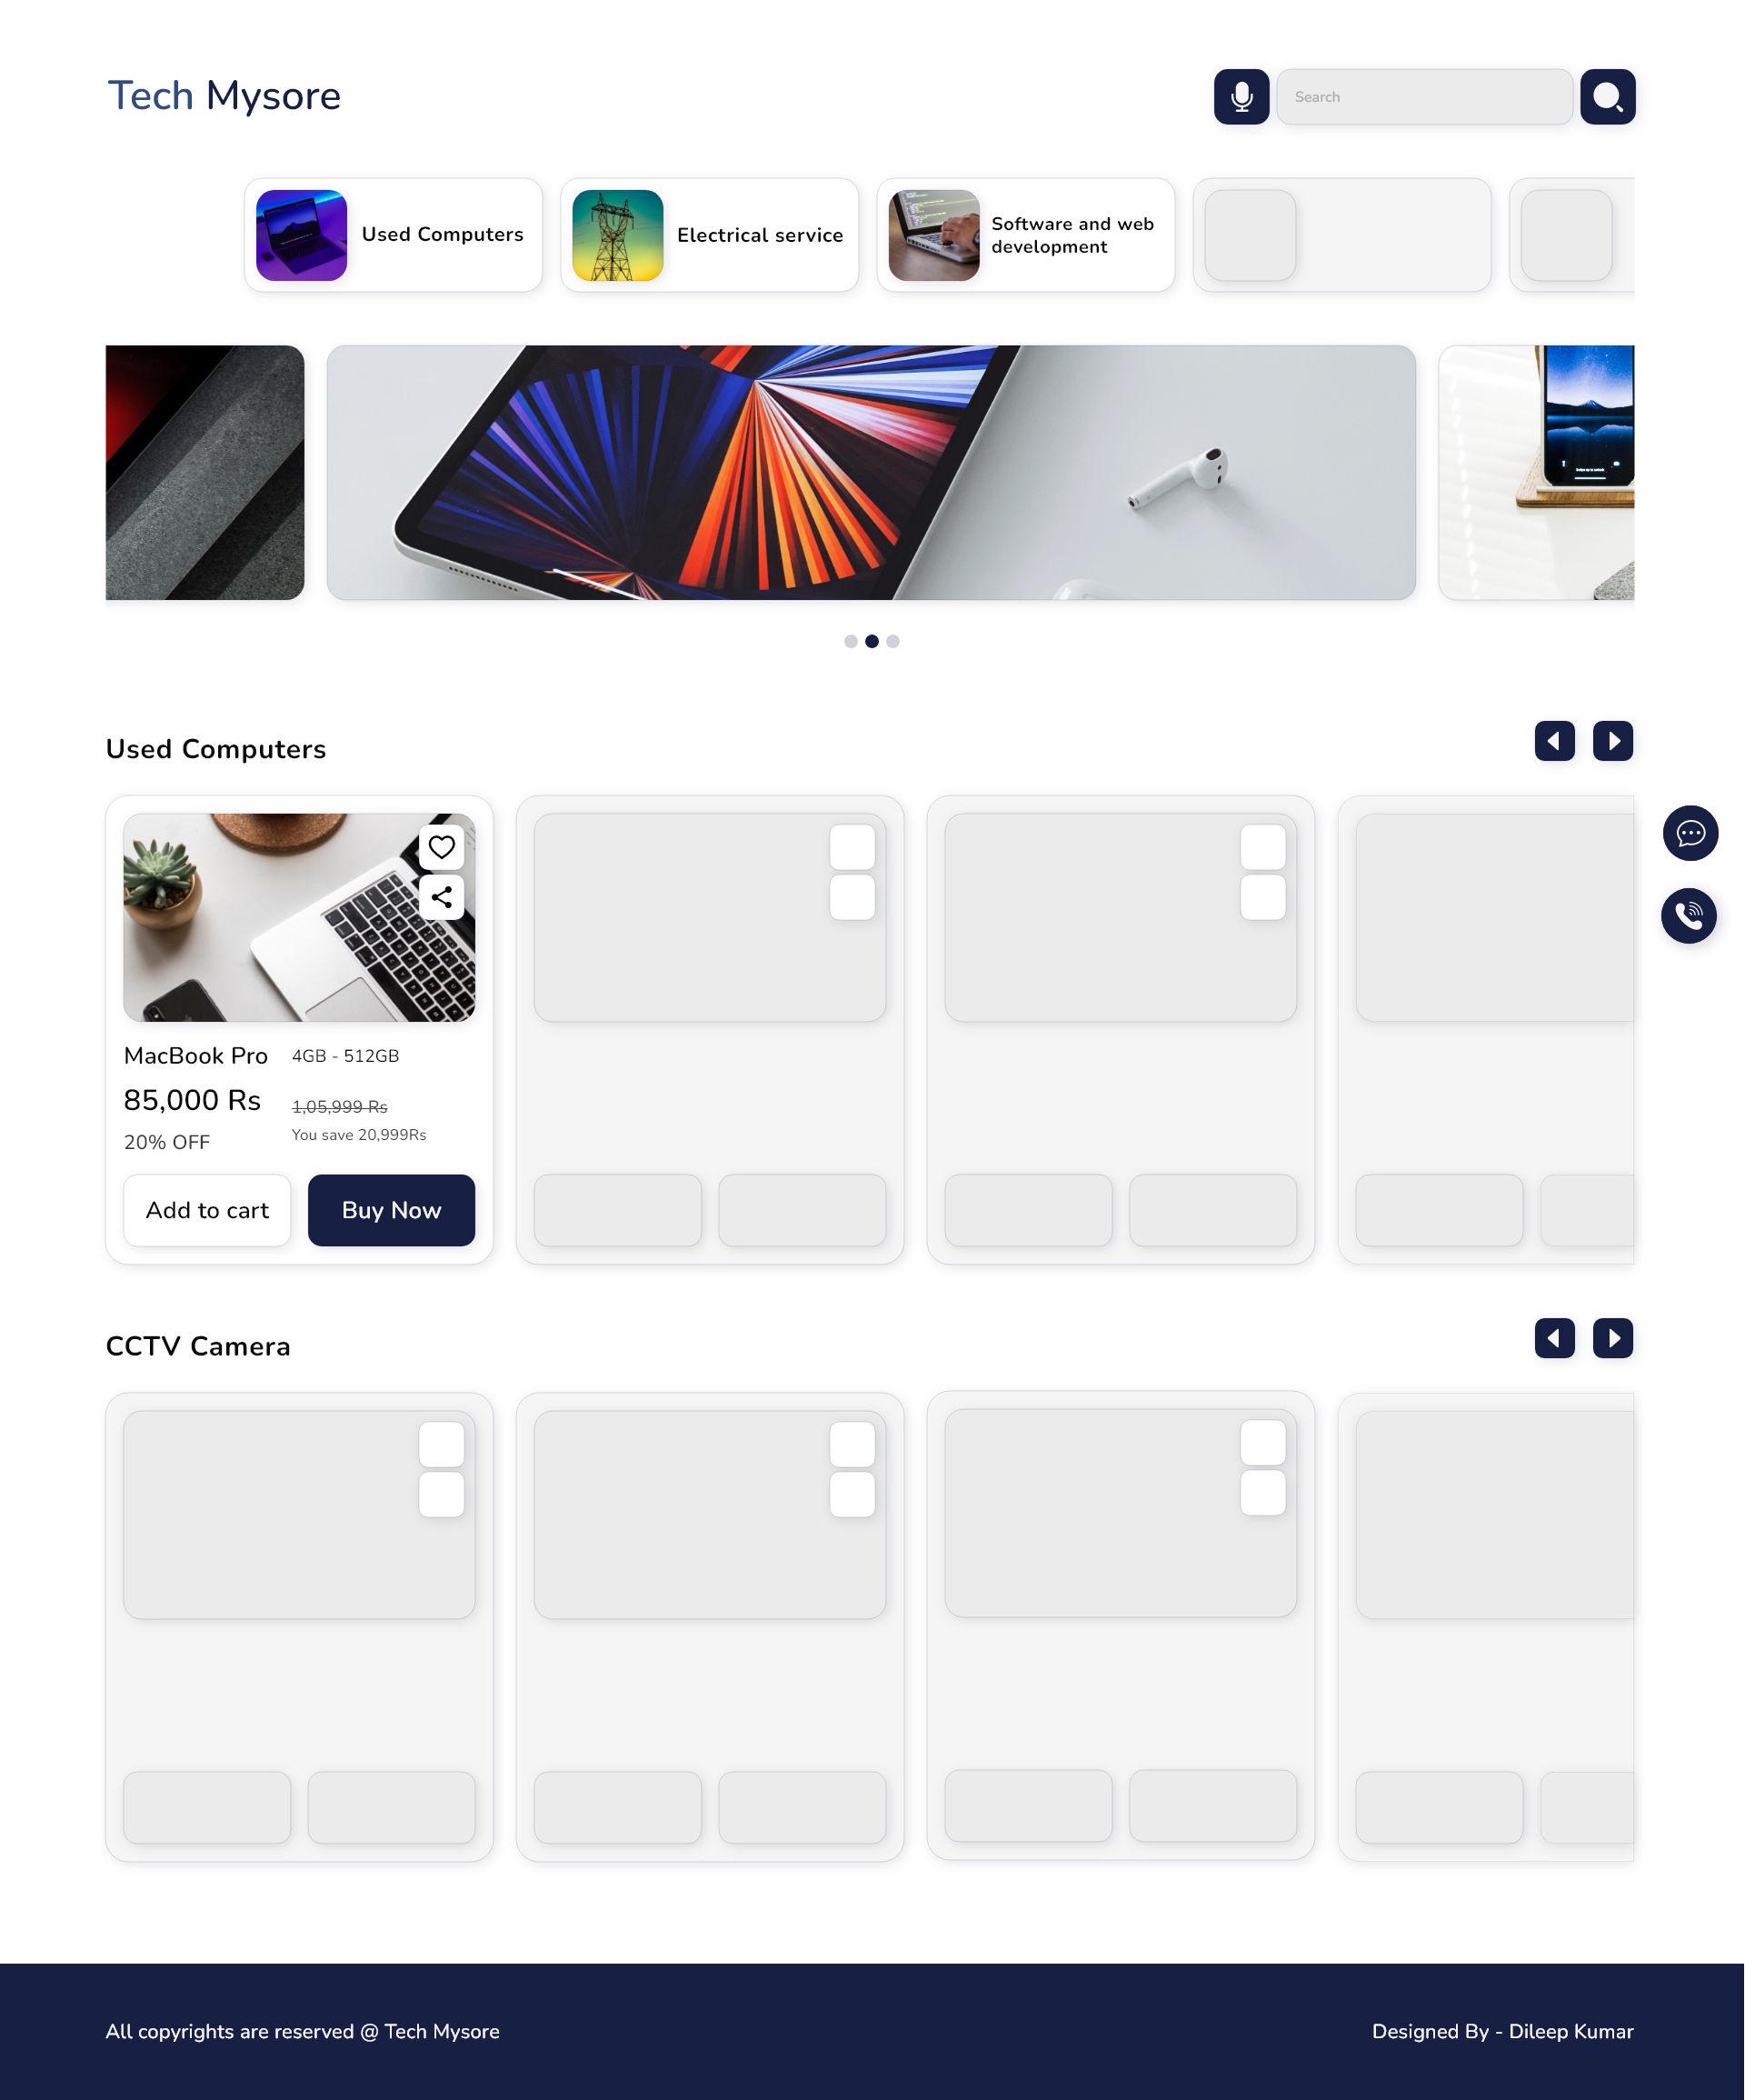 Tech Mysore
Search
Used Computers
Electrical service
Software and web
development
Used Computers
MacBook Pro
4GB - 512GB
85,000 Rs
1,05,999 Rs
20% OFF
You save 20,999Rs
Add to cart
Buy Now
CCTV Camera
All copyrights are reserved @ Tech Mysore
Designed By - Dileep Kumar